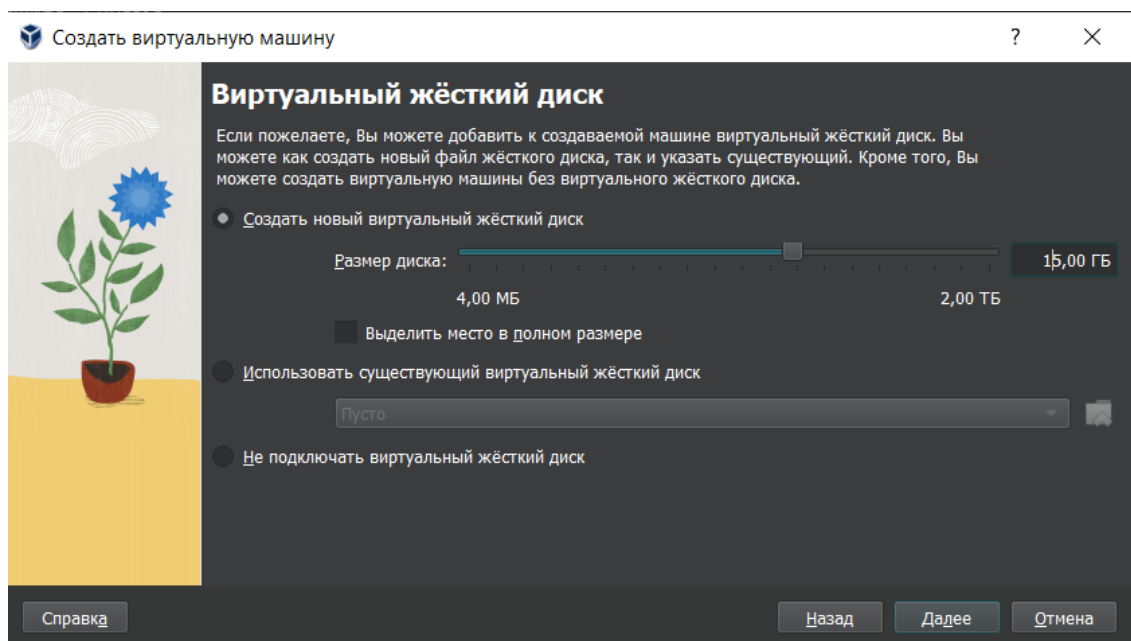 Создать виртуальную машину
?
Виртуальный жёсткий диск
Если пожелаете, Вы можете добавить к создаваемой машине виртуальный жёсткий диск. Вы
можете как создать новый файл жёсткого диска, так и указать существующий. Кроме того, Вы
можете создать виртуальную машины без виртуального жёсткого диска.
Создать новый виртуальный жёсткий диск
Размер диска: 15,00 ГБ
4,00 МБ 2,00 ТБ
Выделить место в полном размере
Использовать существующий виртуальный жёсткий диск
Пусто
Не подключать виртуальный жёсткий диск
Справка Назад Далее Отмена